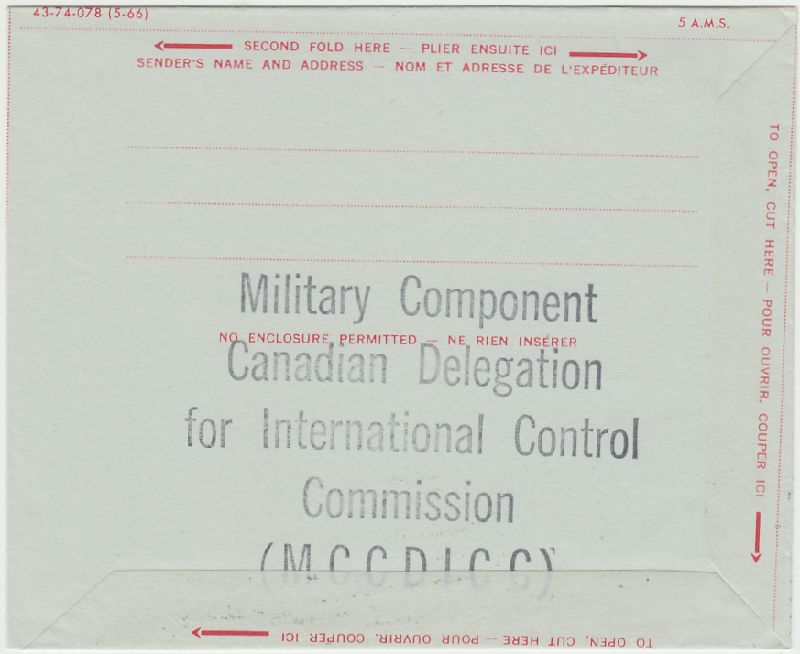 43-74-078 (5-66)
5 A.M.S.
SECOND FOLD HERE — PLIER ENSUITE ICI
SENDER'S NAME AND ADDRESS — NOM ET ADRESSE DE L'EXPÉDITEUR
TO OPEN, CUT HERE — POUR OUVRIR, COUPER ICI
Military Component
NO ENCLOSURE PERMITTED — NE RIEN INSÉRER
Canadian Delegation
for International Control
Commission
(MCCDICC)
TO OPEN, CUT HERE — POUR OUVRIR, COUPER ICI